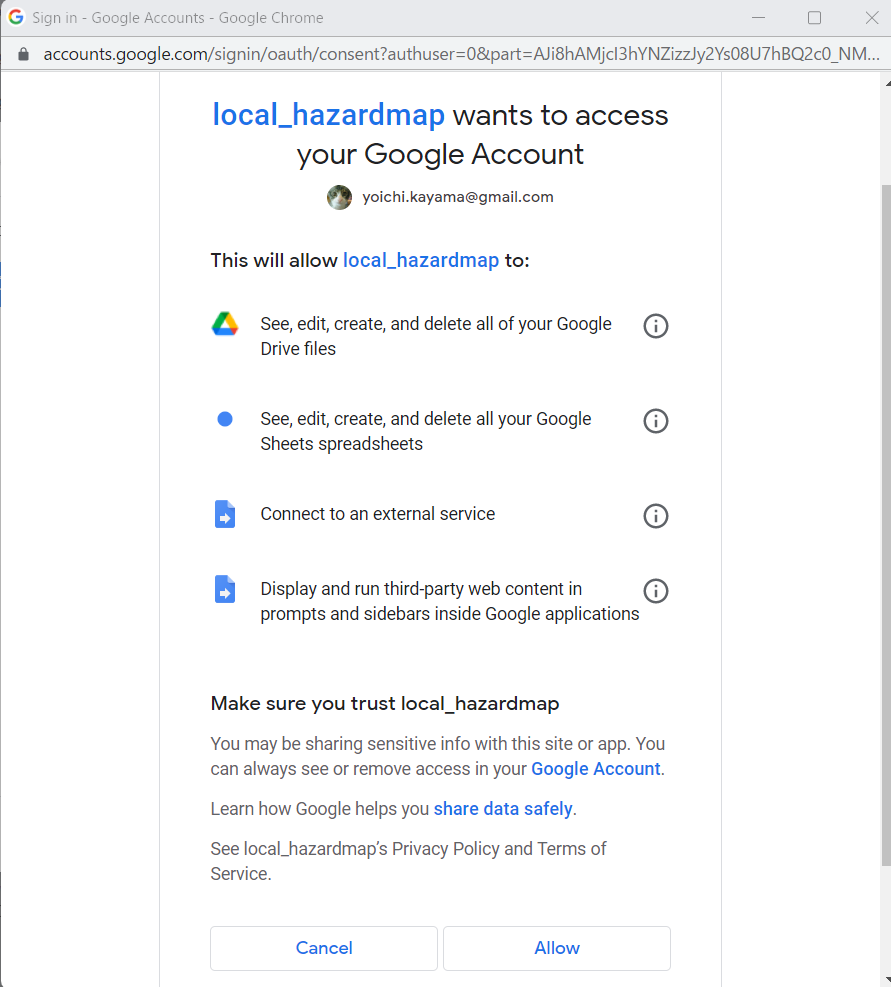 Sign in - Google Accounts - Google Chrome
accounts.google.com/signin/oauth/consent?authuser=0&part=AJi8hAMjcI3hYNZizzJy2Ys08U7hBQ2c0_NM...
local_hazardmap wants to access
your Google Account
yoichi.kayama@gmail.com
This will allow local_hazardmap to:
See, edit, create, and delete all of your Google
Drive files
See, edit, create, and delete all your Google
Sheets spreadsheets
Connect to an external service
Display and run third-party web content in
prompts and sidebars inside Google applications
Make sure you trust local_hazardmap
You may be sharing sensitive info with this site or app. You
can always see or remove access in your Google Account.
Learn how Google helps you share data safely.
See local_hazardmap’s Privacy Policy and Terms of
Service.
Cancel
Allow